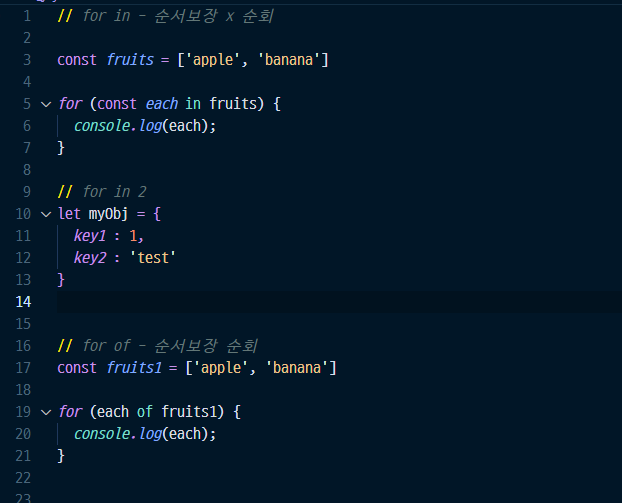 1 // for in - 순서보장 x 순회
2
3 const fruits = ['apple', 'banana']
4
5 for (const each in fruits) {
6 console.log(each);
7 }
8
9 // for in 2
10 let myObj = {
11 key1 : 1,
12 key2 : 'test'
13 }
14
15
16 // for of - 순서보장 순회
17 const fruits1 = ['apple', 'banana']
18
19 for (each of fruits1) {
20 console.log(each);
21 }
22
23